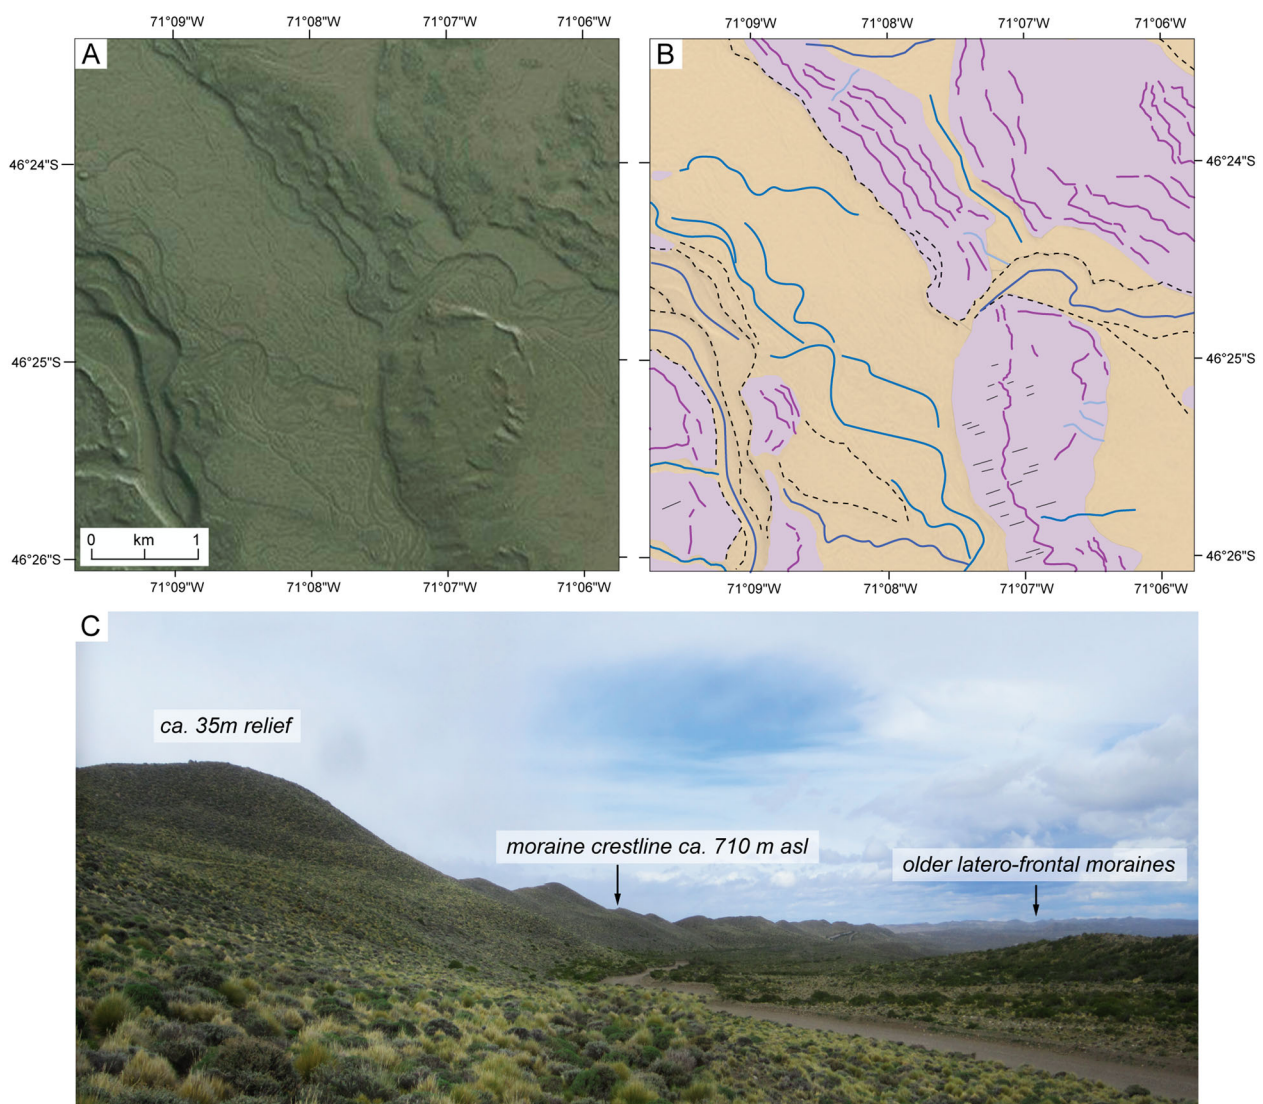 71°09"W 71°08"W 71°07"W 71°06"W
71°09'W 71°08'W 71°07'W 71°06'W
A
B
46°24"S
46°24"S
46°25"S
46°25"S
0 km 1
46°26"S
46°26"S
71°09'W 71°08'W 71°07'W 71°06'W
71°09'W 71°08'W 71°07'W 71°06'W
C
ca. 35m relief
moraine crestline ca. 710 m asl
older latero-frontal moraines